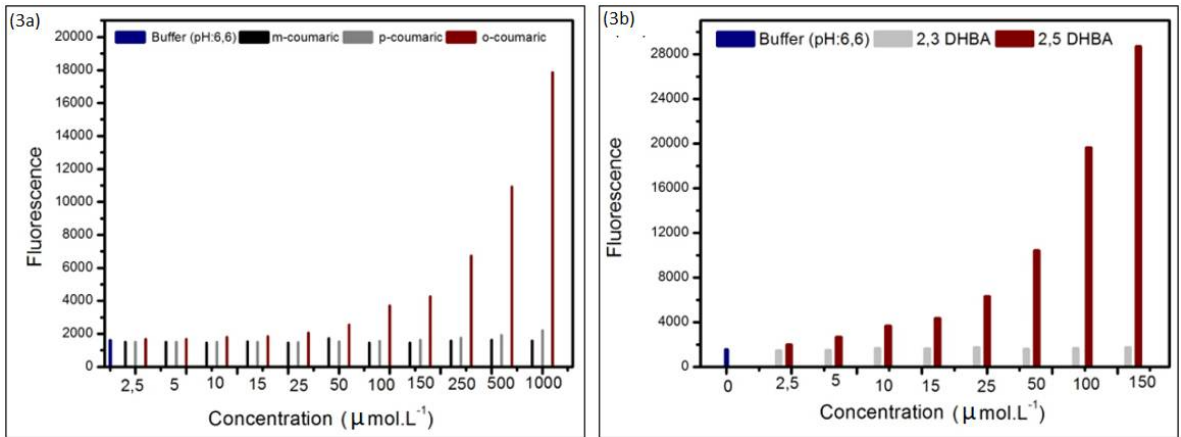 (3a)
Buffer (pH:6,6) m-coumaric p-coumaric o-coumaric
20000
18000
16000
14000
12000
10000
8000
6000
4000
2000
0
Fluorescence
2,5 5 10 15 25 50 100 150 250 500 1000
Concentration ( μ mol.L⁻¹)
(3b)
Buffer (pH:6,6) 2,3 DHBA 2,5 DHBA
28000
24000
20000
16000
12000
8000
4000
0
Fluorescence
0 2,5 5 10 15 25 50 100 150
Concentration ( μ mol.L⁻¹)